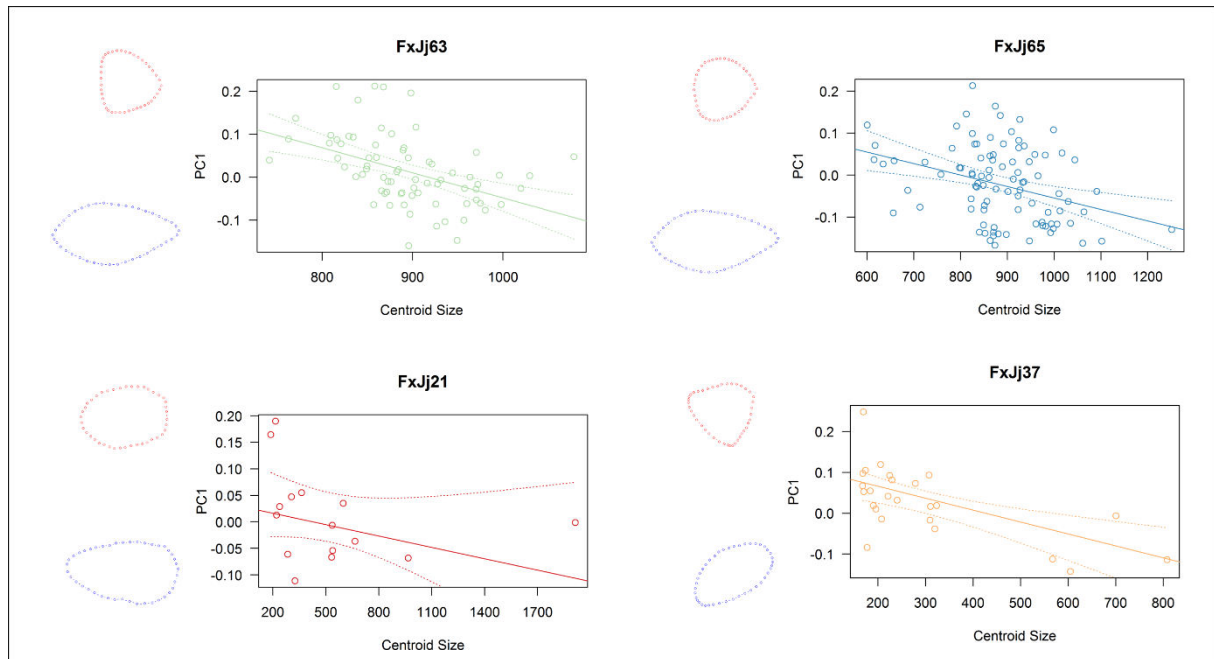 FxJj63
0.2
0.1
0.0
-0.1
PC1
800 900 1000
Centroid Size
FxJj65
0.2
0.1
0.0
-0.1
PC1
600 700 800 900 1000 1100 1200
Centroid Size
FxJj21
0.20
0.15
0.10
0.05
0.00
-0.05
-0.10
PC1
200 500 800 1100 1400 1700
Centroid Size
FxJj37
0.2
0.1
0.0
-0.1
PC1
200 300 400 500 600 700 800
Centroid Size